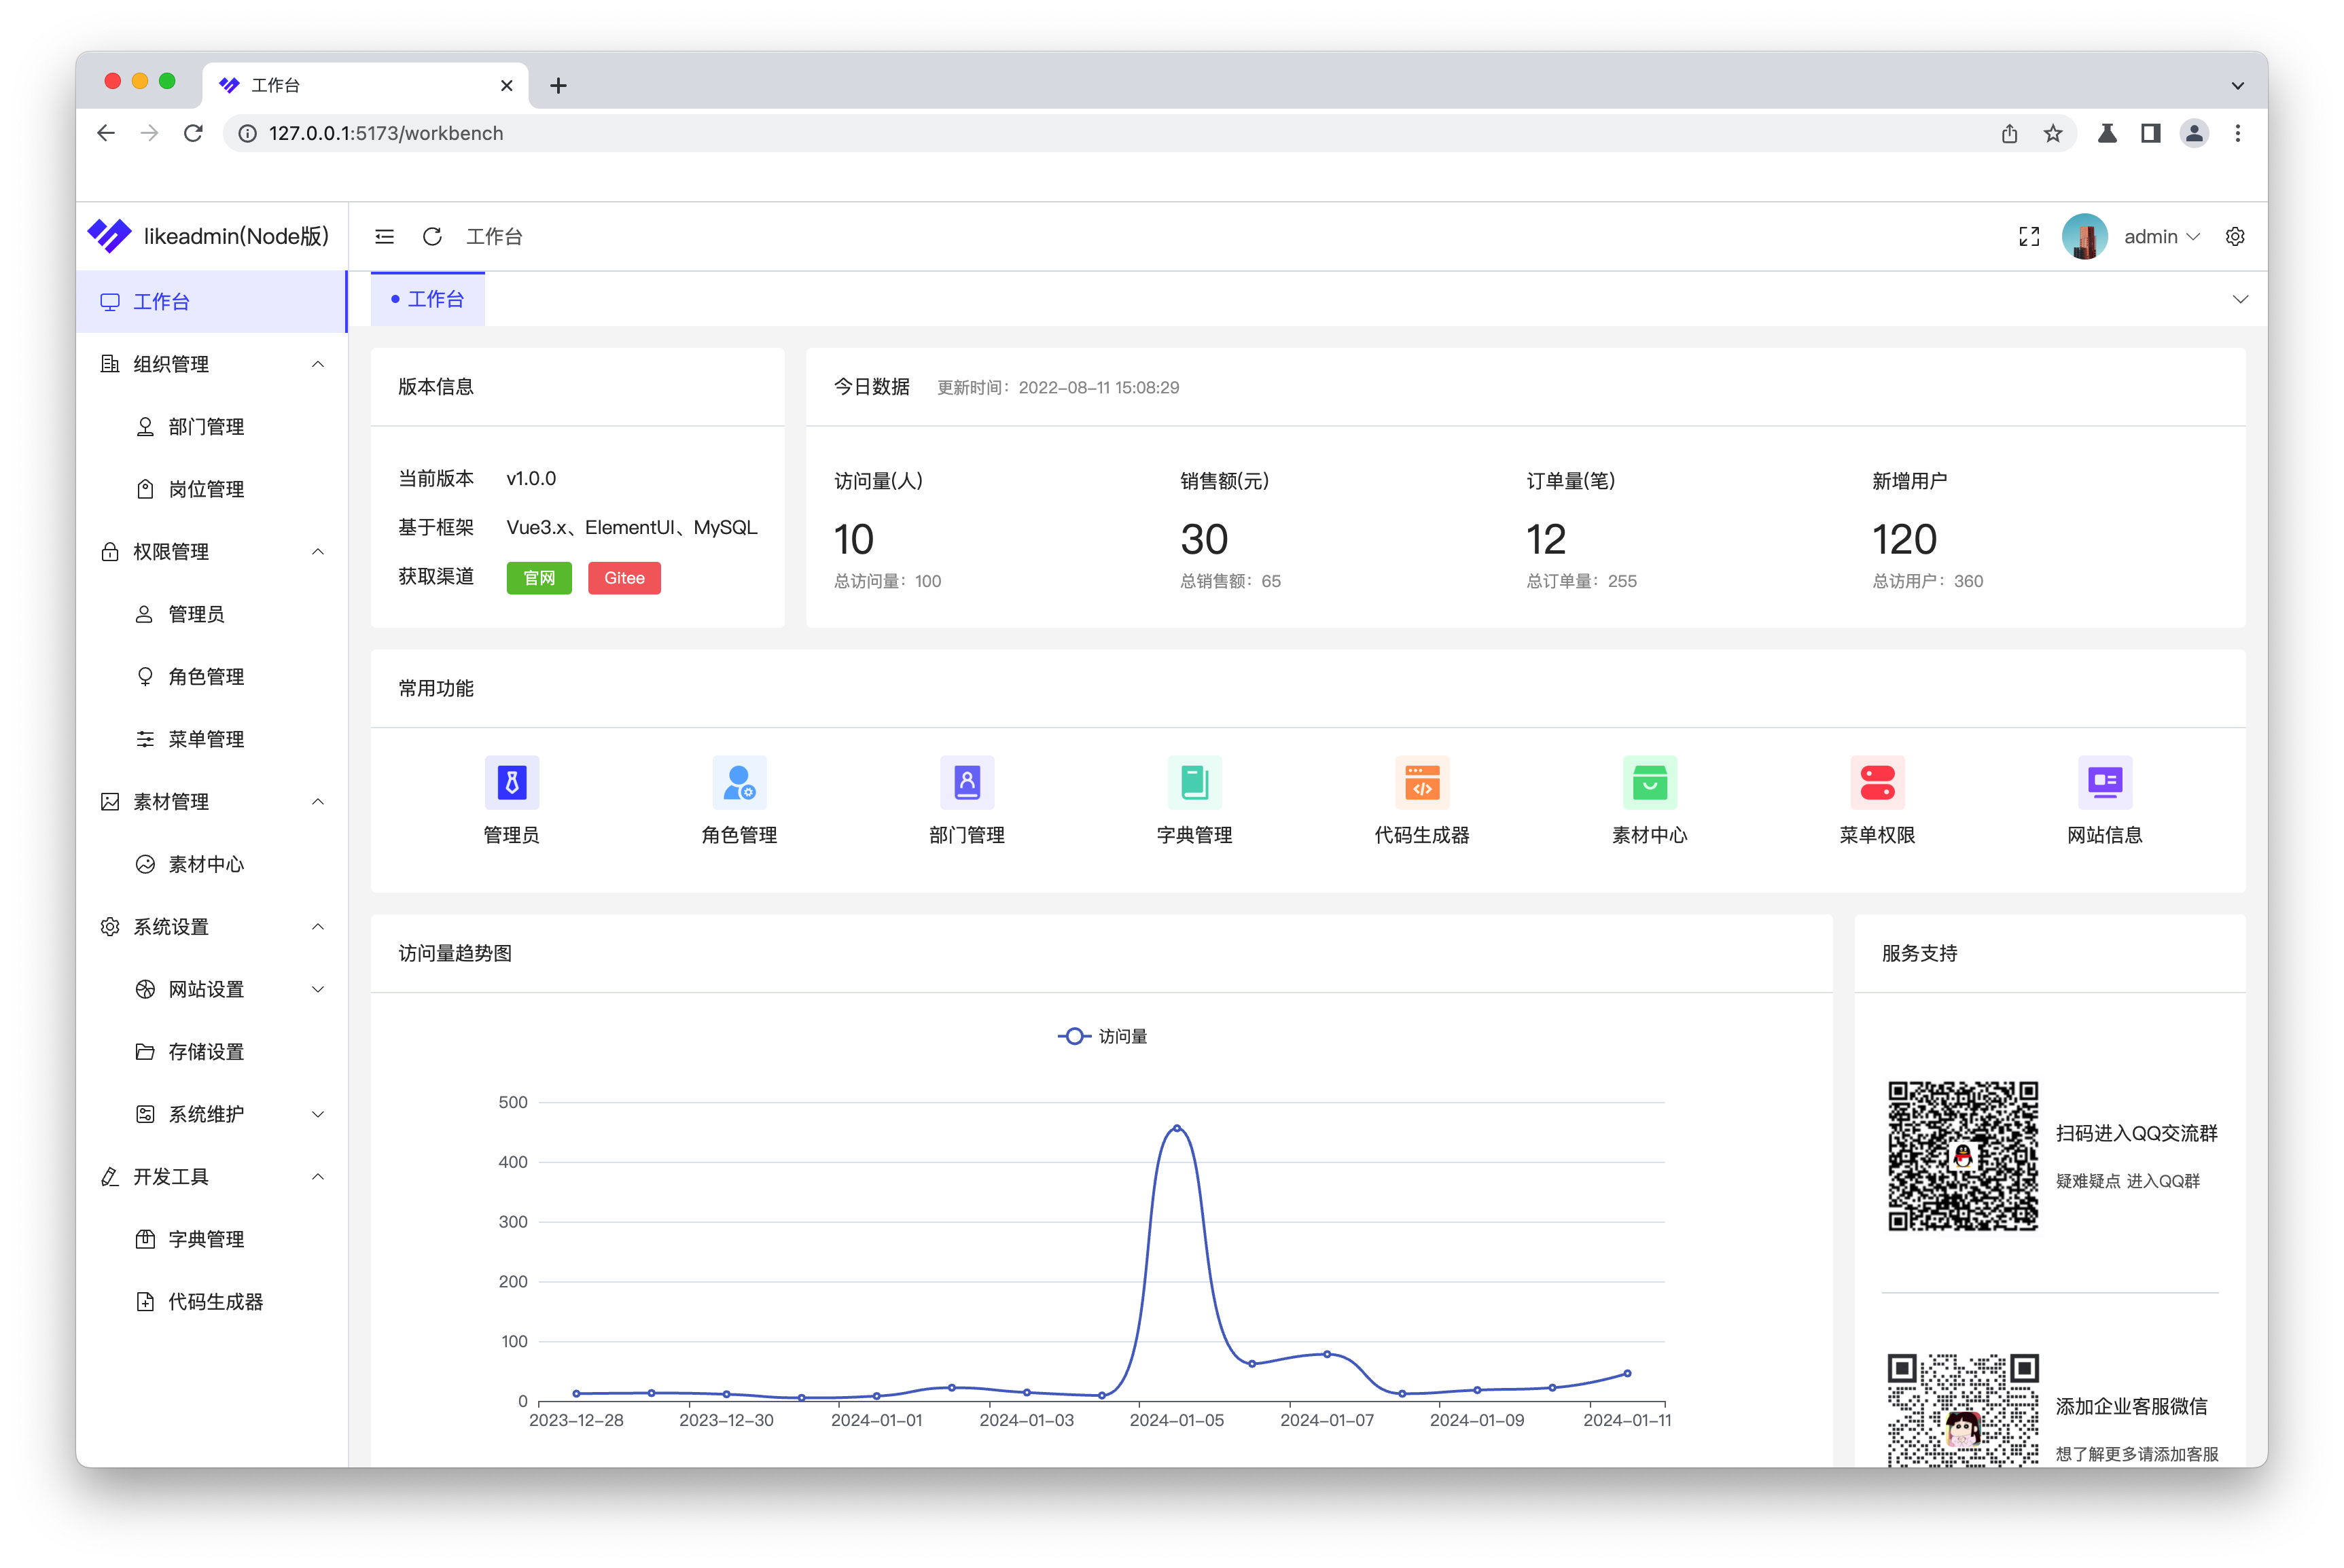 工作台
127.0.0.1:5173/workbench
likeadmin(Node版)
工作台
admin
工作台
组织管理
部门管理
岗位管理
权限管理
管理员
角色管理
菜单管理
素材管理
素材中心
系统设置
网站设置
存储设置
系统维护
开发工具
字典管理
代码生成器
工作台
版本信息
当前版本 v1.0.0
基于框架 Vue3.x、ElementUI、MySQL
获取渠道 官网 Gitee
今日数据 更新时间：2022-08-11 15:08:29
访问量(人) 销售额(元) 订单量(笔) 新增用户
10 30 12 120
总访问量：100 总销售额：65 总订单量：255 总访用户：360
常用功能
管理员 角色管理 部门管理 字典管理 代码生成器 素材中心 菜单权限 网站信息
访问量趋势图
访问量
500
400
300
200
100
0
2023-12-28 2023-12-30 2024-01-01 2024-01-03 2024-01-05 2024-01-07 2024-01-09 2024-01-11
服务支持
扫码进入QQ交流群
疑难疑点 进入QQ群
添加企业客服微信
想了解更多请添加客服